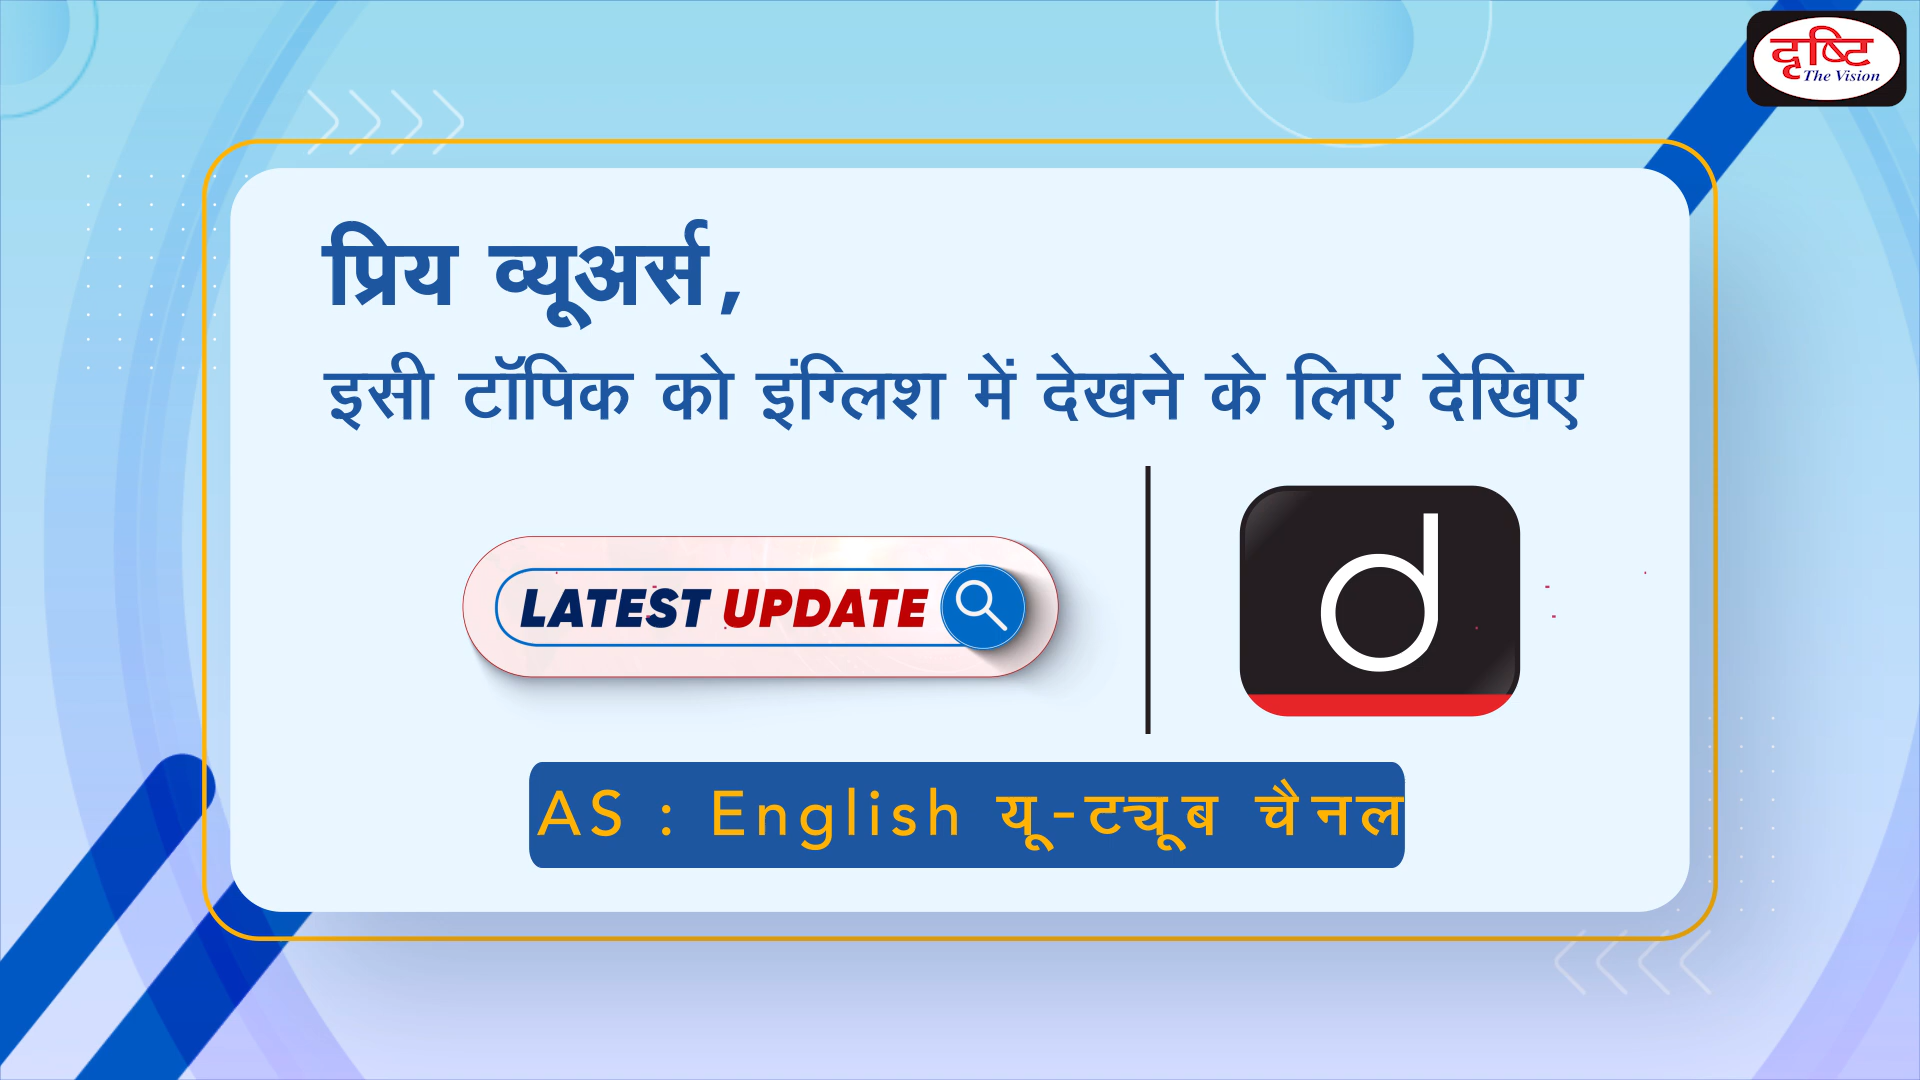 दृष्टि
The Vision
प्रिय व्यूअर्स,
इसी टॉपिक को इंग्लिश में देखने के लिए देखिए
LATEST UPDATE
d
AS : English यू-ट्यूब चैनल